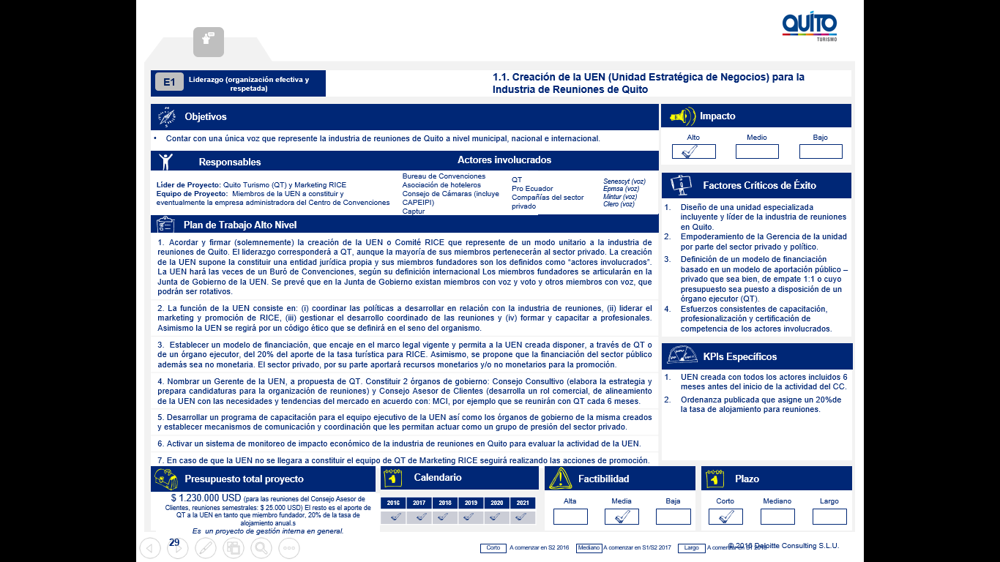 QUITO
TURISMO
E1
Liderazgo (organización efectiva y
respetada)
1.1. Creación de la UEN (Unidad Estratégica de Negocios) para la
Industria de Reuniones de Quito
Objetivos
• Contar con una única voz que represente la industria de reuniones de Quito a nivel municipal, nacional e internacional.
Responsables
Actores involucrados
Líder de Proyecto: Quito Turismo (QT) y Marketing RICE
Equipo de Proyecto: Miembros de la UEN a constituir y
eventualmente la empresa administradora del Centro de Convenciones
Bureau de Convenciones
Asociación de hoteleros
Consejo de Cámaras (incluye
CAPEIPI)
Captur
QT
Pro Ecuador
Compañías del sector
privado
Senescyt (voz)
Epmsa (voz)
Mintur (voz)
Clero (voz)
Plan de Trabajo Alto Nivel
1. Acordar y firmar (solemnemente) la creación de la UEN o Comité RICE que represente de un modo unitario a la industria de
reuniones de Quito. El liderazgo corresponderá a QT, aunque la mayoría de sus miembros pertenecerán al sector privado. La creación
de la UEN supone la constituir una entidad jurídica propia y sus miembros fundadores son los definidos como “actores involucrados”.
La UEN hará las veces de un Buró de Convenciones, según su definición internacional Los miembros fundadores se articularán en la
Junta de Gobierno de la UEN. Se prevé que en la Junta de Gobierno existan miembros con voz y voto y otros miembros con voz, que
podrán ser rotativos.
2. La función de la UEN consiste en: (i) coordinar las políticas a desarrollar en relación con la industria de reuniones, (ii) liderar el
marketing y promoción de RICE, (iii) gestionar el desarrollo coordinado de las reuniones y (iv) formar y capacitar a profesionales.
Asimismo la UEN se regirá por un código ético que se definirá en el seno del organismo.
3. Establecer un modelo de financiación, que encaje en el marco legal vigente y permita a la UEN creada disponer, a través de QT o
de un órgano ejecutor, del 20% del aporte de la tasa turística para RICE. Asimismo, se propone que la financiación del sector público
además sea no monetaria. El sector privado, por su parte aportará recursos monetarios y/o no monetarios para la promoción.
4. Nombrar un Gerente de la UEN, a propuesta de QT. Constituir 2 órganos de gobierno: Consejo Consultivo (elabora la estrategia y
prepara candidaturas para la organización de reuniones) y Consejo Asesor de Clientes (desarrolla un rol comercial, de alineamiento
de la UEN con las necesidades y tendencias del mercado en acuerdo con: MCI, por ejemplo que se reunirán con QT cada 6 meses.
5. Desarrollar un programa de capacitación para el equipo ejecutivo de la UEN así como los órganos de gobierno de la misma creados
y establecer mecanismos de comunicación y coordinación que les permitan actuar como un grupo de presión del sector privado.
6. Activar un sistema de monitoreo de impacto económico de la industria de reuniones en Quito para evaluar la actividad de la UEN.
7. En caso de que la UEN no se llegara a constituir el equipo de QT de Marketing RICE seguirá realizando las acciones de promoción.
Impacto
Alto Medio Bajo
Factores Críticos de Éxito
1. Diseño de una unidad especializada
incluyente y líder de la industria de reuniones
en Quito.
2. Empoderamiento de la Gerencia de la unidad
por parte del sector privado y político.
3. Definición de un modelo de financiación
basado en un modelo de aportación público –
privado que sea bien, de empate 1:1 o cuyo
presupuesto sea puesto a disposición de un
órgano ejecutor (QT).
4. Esfuerzos consistentes de capacitación,
profesionalización y certificación de
competencia de los actores involucrados.
KPIs Específicos
1. UEN creada con todos los actores incluidos 6
meses antes del inicio de la actividad del CC.
2. Ordenanza publicada que asigne un 20%de
la tasa de alojamiento para reuniones.
Presupuesto total proyecto
$ 1.230.000 USD (para las reuniones del Consejo Asesor de
Clientes, reuniones semestrales: $ 25.000 USD) El resto es el aporte de
QT a la UEN en tanto que miembro fundador, 20% de la tasa de
alojamiento anual.s
Es un proyecto de gestión interna en general.
Calendario
2016 2017 2018 2019 2020 2021
Factibilidad
Alta Media Baja
Plazo
Corto Mediano Largo
29
Corto A comenzar en S2 2016 Mediano A comenzar en S1/S2 2017 Largo A comenzar en S1 2018
© 2016 Deloitte Consulting S.L.U.